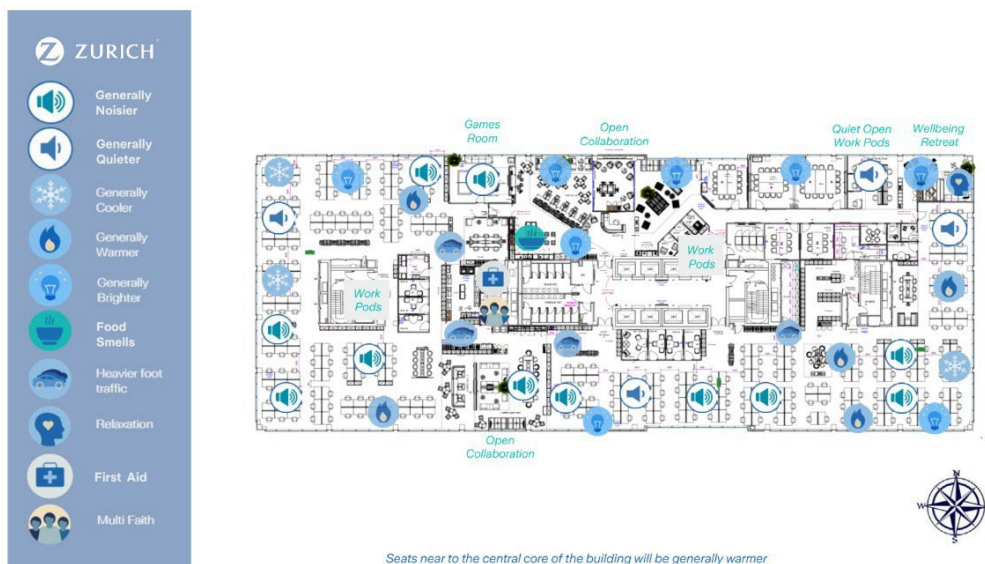 ZURICH
Generally
Noisier
Generally
Quieter
Generally
Cooler
Generally
Warmer
Generally
Brighter
Food
Smells
Heavier foot
traffic
Relaxation
First Aid
Multi Faith
Games
Room
Open
Collaboration
Quiet Open
Work Pods
Wellbeing
Retreat
Work
Pods
Work
Pods
Open
Collaboration
N
W
E
S
Seats near to the central core of the building will be generally warmer